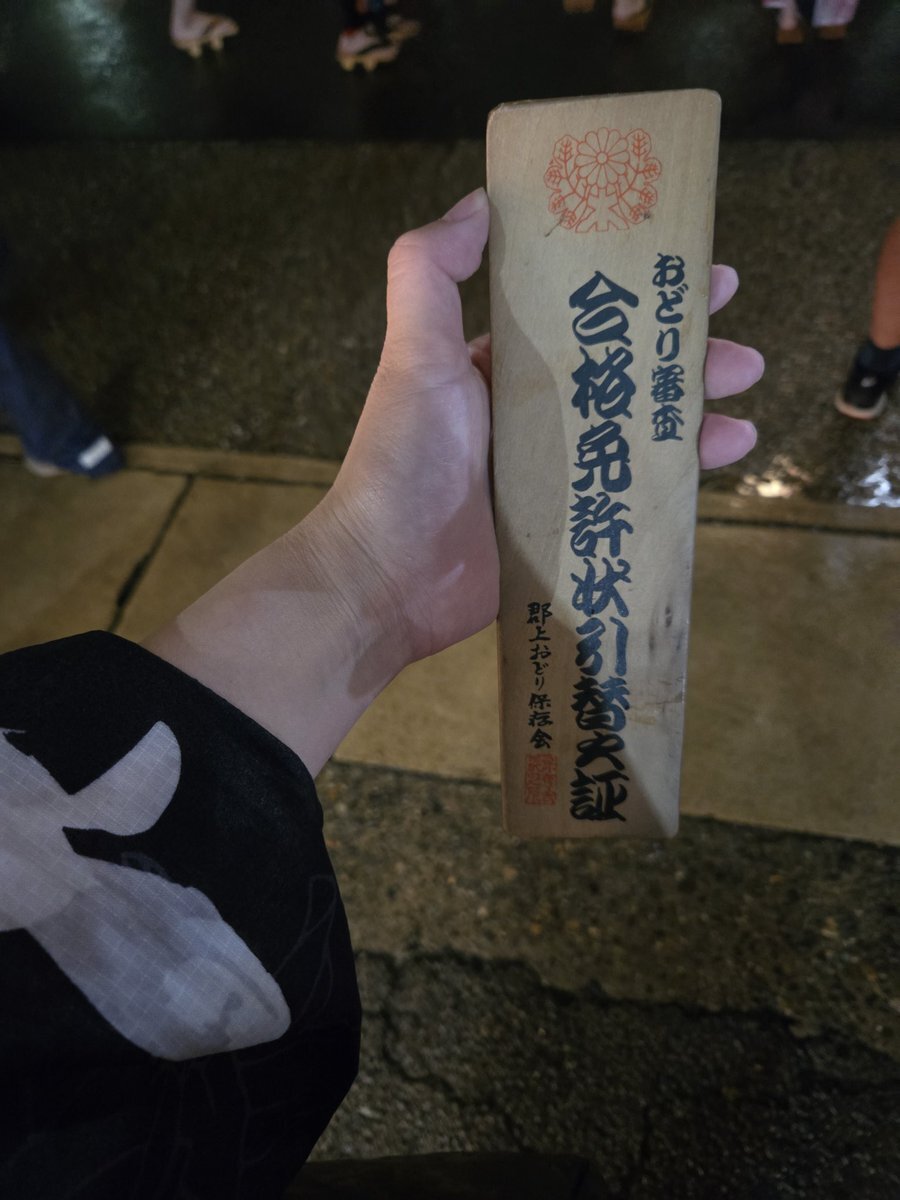 おどり審査
合格免許状引替之証
郡上おどり保存会